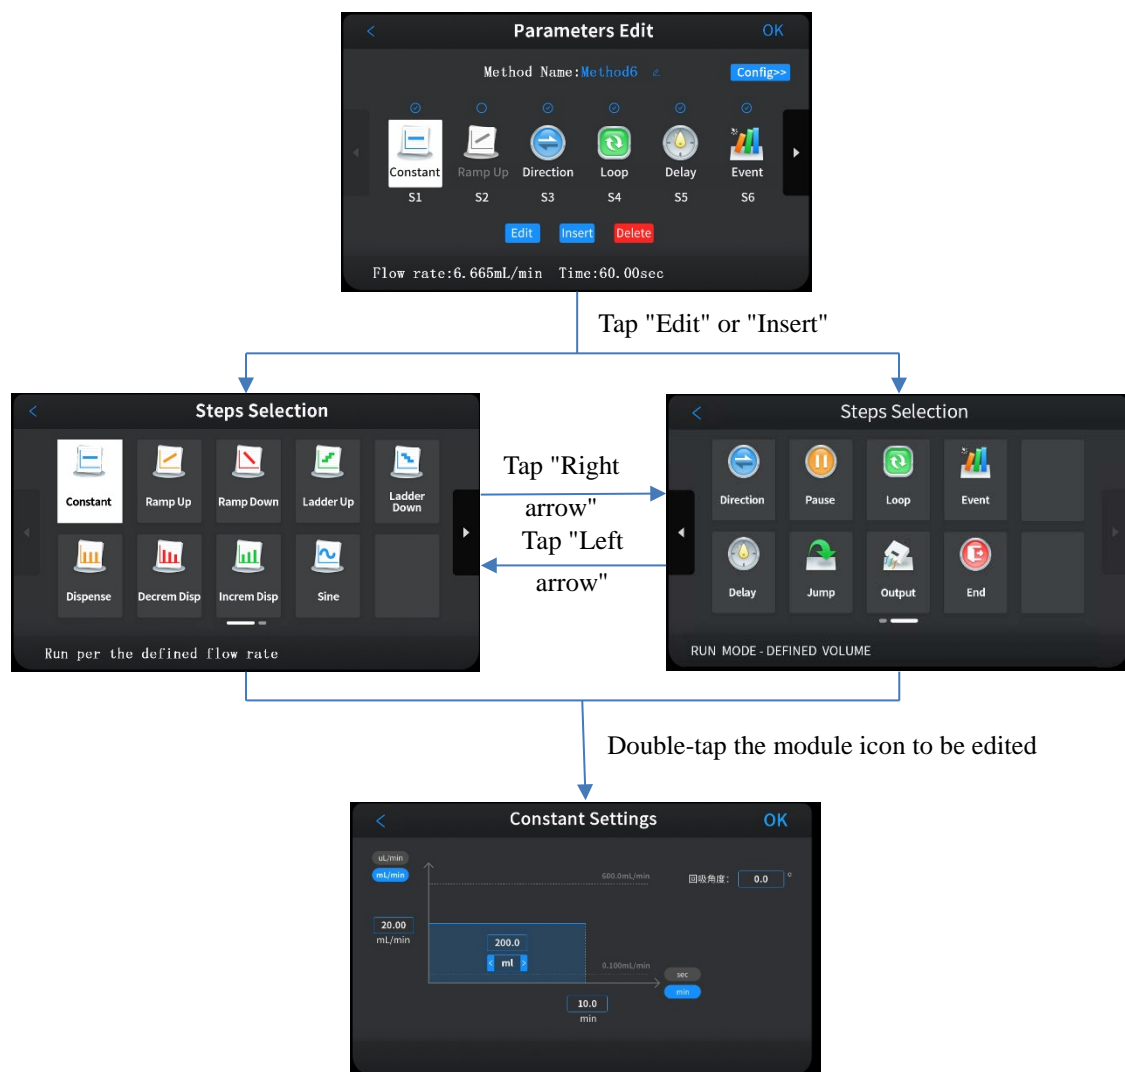 Parameters Edit OK
Method Name:Method6 Config>>
Constant Ramp Up Direction Loop Delay Event
S1 S2 S3 S4 S5 S6
Edit Insert Delete
Flow rate:6.665mL/min Time:60.00sec
Tap "Edit" or "Insert"
Steps Selection
Constant Ramp Up Ramp Down Ladder Up Ladder
Down
Dispense Decrem Disp Increm Disp Sine
Run per the defined flow rate
Tap "Right
arrow"
Tap "Left
arrow"
Steps Selection
Direction Pause Loop Event
Delay Jump Output End
RUN MODE - DEFINED VOLUME
Double-tap the module icon to be edited
Constant Settings OK
uL/min
mL/min
600.0mL/min
回吸角度: 0.0 °
20.00
mL/min
200.0
< ml >
0.100mL/min
sec
min
10.0
min